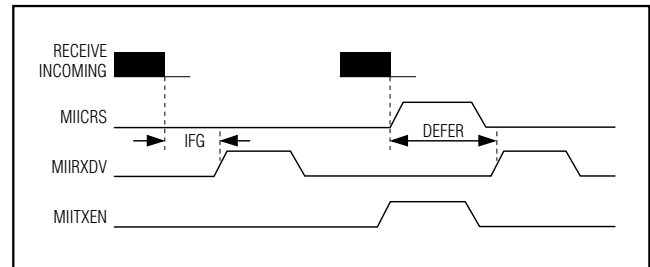 RECEIVE
INCOMING
MIICRS
IFG
DEFER
MIIRXDV
MIITXEN